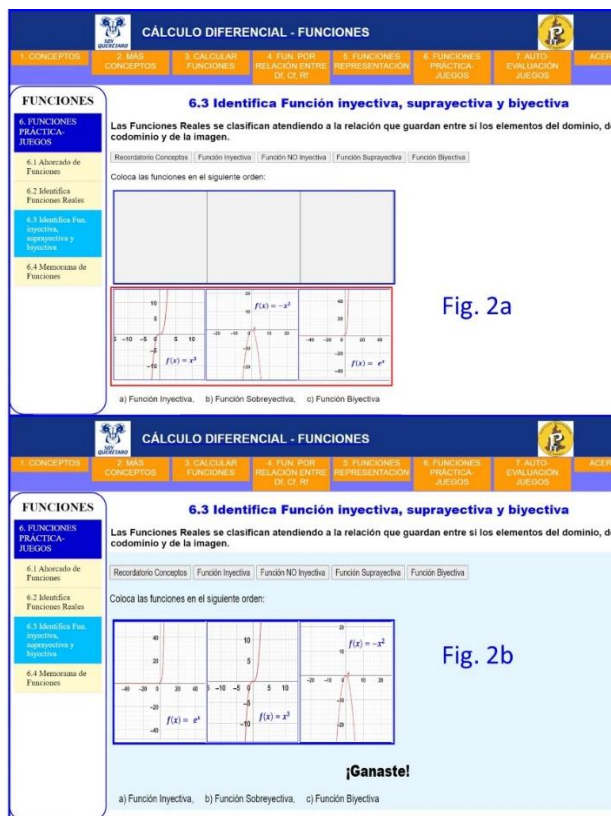 SOY
QUERÉTARO
CÁLCULO DIFERENCIAL - FUNCIONES
1. CONCEPTOS
2. MÁS CONCEPTOS
3. CALCULAR FUNCIONES
4. FUN. POR RELACIÓN ENTRE Df, Cf, Rf
5. FUNCIONES REPRESENTACIÓN
6. FUNCIONES PRÁCTICA- JUEGOS
7. AUTO- EVALUACIÓN JUEGOS
ACER
FUNCIONES
6. FUNCIONES
PRÁCTICA-
JUEGOS
6.1 Ahorcado de
Funciones
6.2 Identifica
Funciones Reales
6.3 Identifica Fun.
inyectiva,
suprayectiva y
biyectiva
6.4 Memorama de
Funciones
6.3 Identifica Función inyectiva, suprayectiva y biyectiva
Las Funciones Reales se clasifican atendiendo a la relación que guardan entre sí los elementos del dominio, de
codominio y de la imagen.
Recordatorio Conceptos Función Inyectiva Función NO Inyectiva Función Suprayectiva Función Biyectiva
Coloca las funciones en el siguiente orden:
f(x) = x³
f(x) = −x²
f(x) = eˣ
Fig. 2a
a) Función Inyectiva, b) Función Sobreyectiva, c) Función Biyectiva
SOY
QUERÉTARO
CÁLCULO DIFERENCIAL - FUNCIONES
1. CONCEPTOS
2. MÁS CONCEPTOS
3. CALCULAR FUNCIONES
4. FUN. POR RELACIÓN ENTRE Df, Cf, Rf
5. FUNCIONES REPRESENTACIÓN
6. FUNCIONES PRÁCTICA- JUEGOS
7. AUTO- EVALUACIÓN JUEGOS
ACER
FUNCIONES
6. FUNCIONES
PRÁCTICA-
JUEGOS
6.1 Ahorcado de
Funciones
6.2 Identifica
Funciones Reales
6.3 Identifica Fun.
inyectiva,
suprayectiva y
biyectiva
6.4 Memorama de
Funciones
6.3 Identifica Función inyectiva, suprayectiva y biyectiva
Las Funciones Reales se clasifican atendiendo a la relación que guardan entre sí los elementos del dominio, de
codominio y de la imagen.
Recordatorio Conceptos Función Inyectiva Función NO Inyectiva Función Suprayectiva Función Biyectiva
Coloca las funciones en el siguiente orden:
f(x) = eˣ
f(x) = x³
f(x) = −x²
Fig. 2b
¡Ganaste!
a) Función Inyectiva, b) Función Sobreyectiva, c) Función Biyectiva